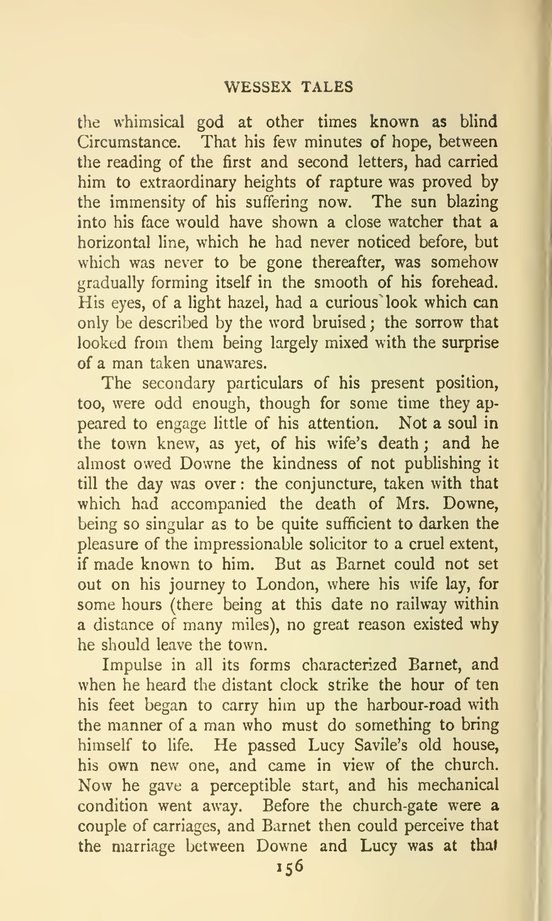 WESSEX TALES
the whimsical god at other times known as blind
Circumstance. That his few minutes of hope, between
the reading of the first and second letters, had carried
him to extraordinary heights of rapture was proved by
the immensity of his suffering now. The sun blazing
into his face would have shown a close watcher that a
horizontal line, which he had never noticed before, but
which was never to be gone thereafter, was somehow
gradually forming itself in the smooth of his forehead.
His eyes, of a light hazel, had a curious look which can
only be described by the word bruised; the sorrow that
looked from them being largely mixed with the surprise
of a man taken unawares.
The secondary particulars of his present position,
too, were odd enough, though for some time they ap-
peared to engage little of his attention. Not a soul in
the town knew, as yet, of his wife's death; and he
almost owed Downe the kindness of not publishing it
till the day was over: the conjuncture, taken with that
which had accompanied the death of Mrs. Downe,
being so singular as to be quite sufficient to darken the
pleasure of the impressionable solicitor to a cruel extent,
if made known to him. But as Barnet could not set
out on his journey to London, where his wife lay, for
some hours (there being at this date no railway within
a distance of many miles), no great reason existed why
he should leave the town.
Impulse in all its forms characterized Barnet, and
when he heard the distant clock strike the hour of ten
his feet began to carry him up the harbour-road with
the manner of a man who must do something to bring
himself to life. He passed Lucy Savile's old house,
his own new one, and came in view of the church.
Now he gave a perceptible start, and his mechanical
condition went away. Before the church-gate were a
couple of carriages, and Barnet then could perceive that
the marriage between Downe and Lucy was at that
156